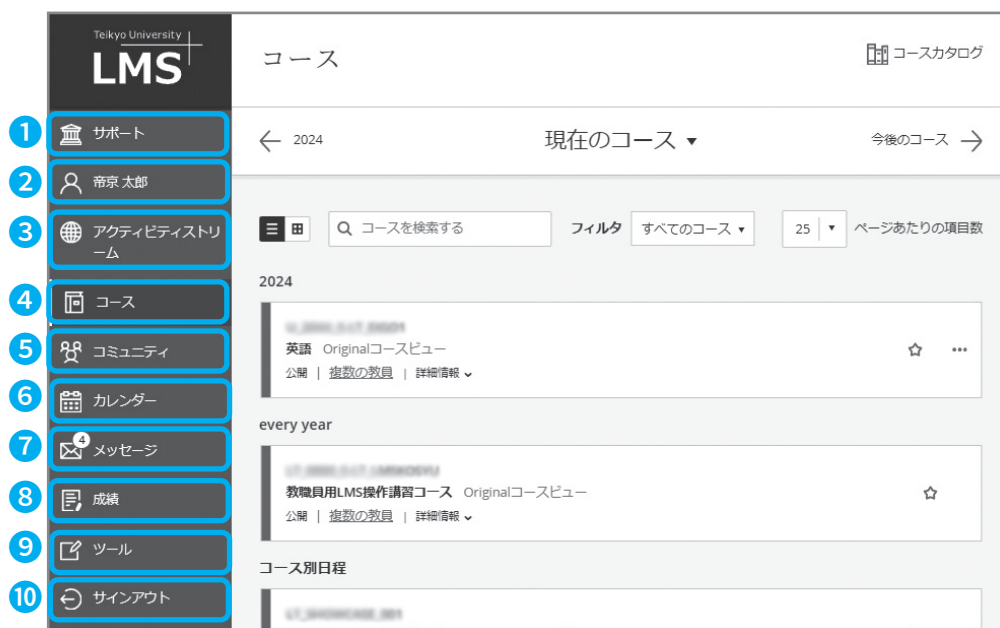 Teikyo University
LMS
コース
コースカタログ
1 サポート
2 帝京 太郎
3 アクティビティストリ
ーム
4 コース
5 コミュニティ
6 カレンダー
7 4 メッセージ
8 成績
9 ツール
10 サインアウト
2024
現在のコース ▼
今後のコース
コースを検索する
フィルタ
すべてのコース ▼
25 ▼
ページあたりの項目数
2024
英語 Originalコースビュー
公開 | 複数の教員 | 詳細情報
every year
教職員用LMS操作講習コース Originalコースビュー
公開 | 複数の教員 | 詳細情報
コース別日程